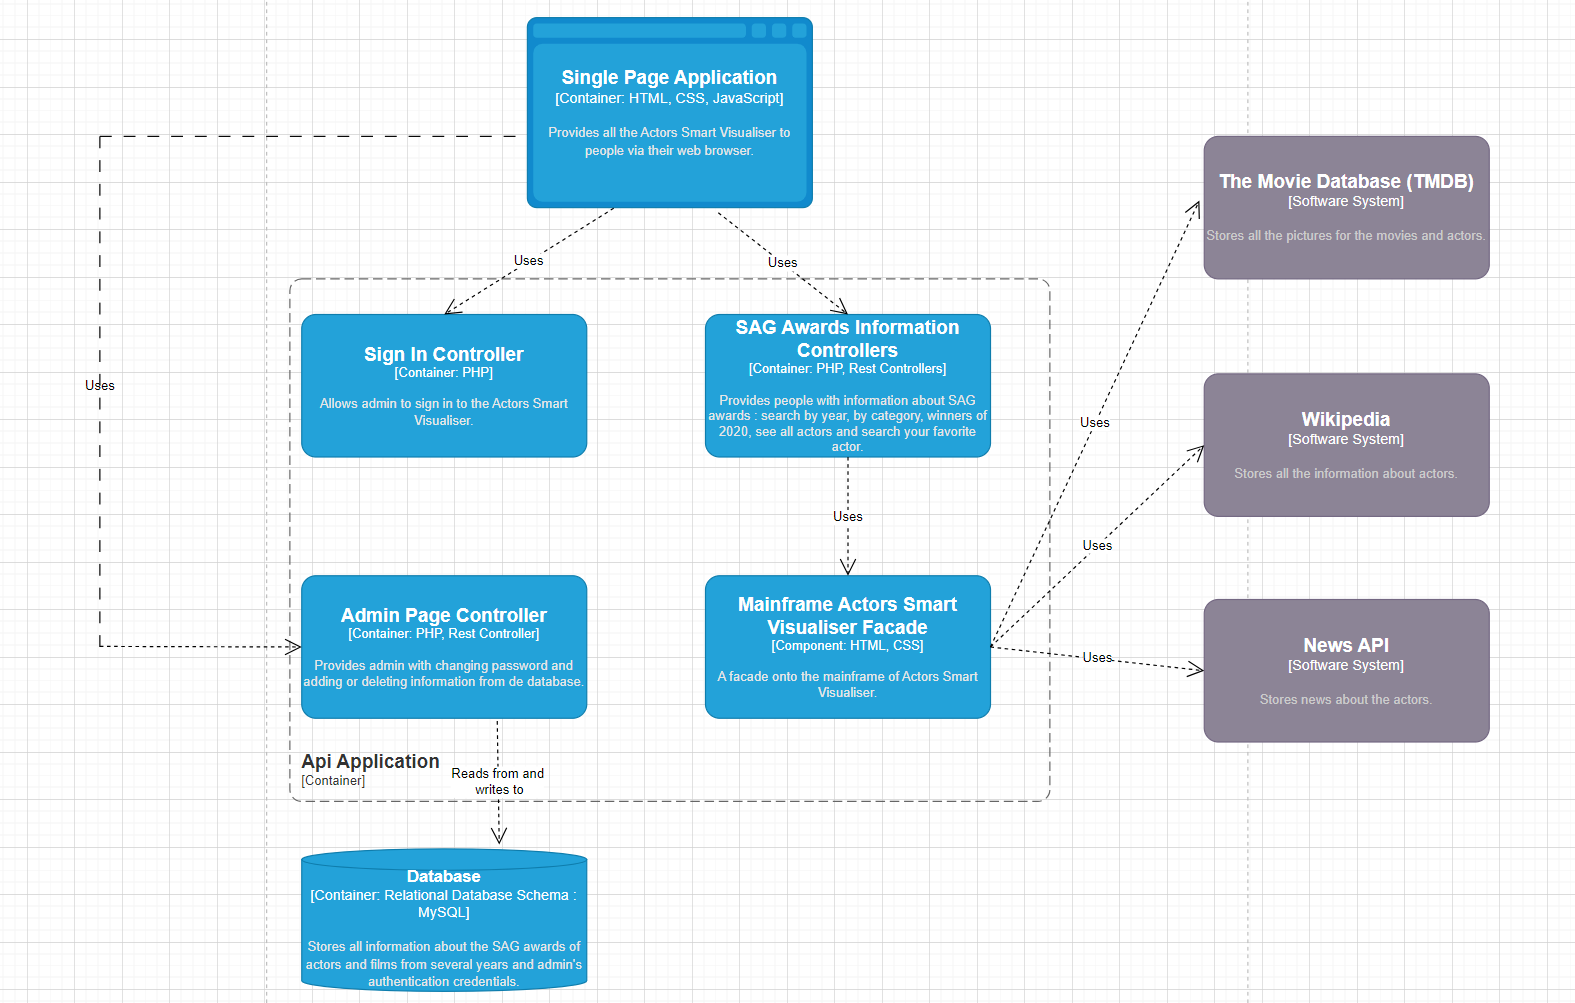 Single Page Application
[Container: HTML, CSS, JavaScript]
Provides all the Actors Smart Visualiser to
people via their web browser.
Uses
Uses
Uses
Sign In Controller
[Container: PHP]
Allows admin to sign in to the Actors Smart
Visualiser.
SAG Awards Information
Controllers
[Container: PHP, Rest Controllers]
Provides people with information about SAG
awards : search by year, by category, winners of
2020, see all actors and search your favorite
actor.
Uses
Admin Page Controller
[Container: PHP, Rest Controller]
Provides admin with changing password and
adding or deleting information from de database.
Mainframe Actors Smart
Visualiser Facade
[Component: HTML, CSS]
A facade onto the mainframe of Actors Smart
Visualiser.
Api Application
[Container]
Reads from and
writes to
Database
[Container: Relational Database Schema :
MySQL]
Stores all information about the SAG awards of
actors and films from several years and admin's
authentication credentials.
Uses
Uses
Uses
The Movie Database (TMDB)
[Software System]
Stores all the pictures for the movies and actors.
Wikipedia
[Software System]
Stores all the information about actors.
News API
[Software System]
Stores news about the actors.